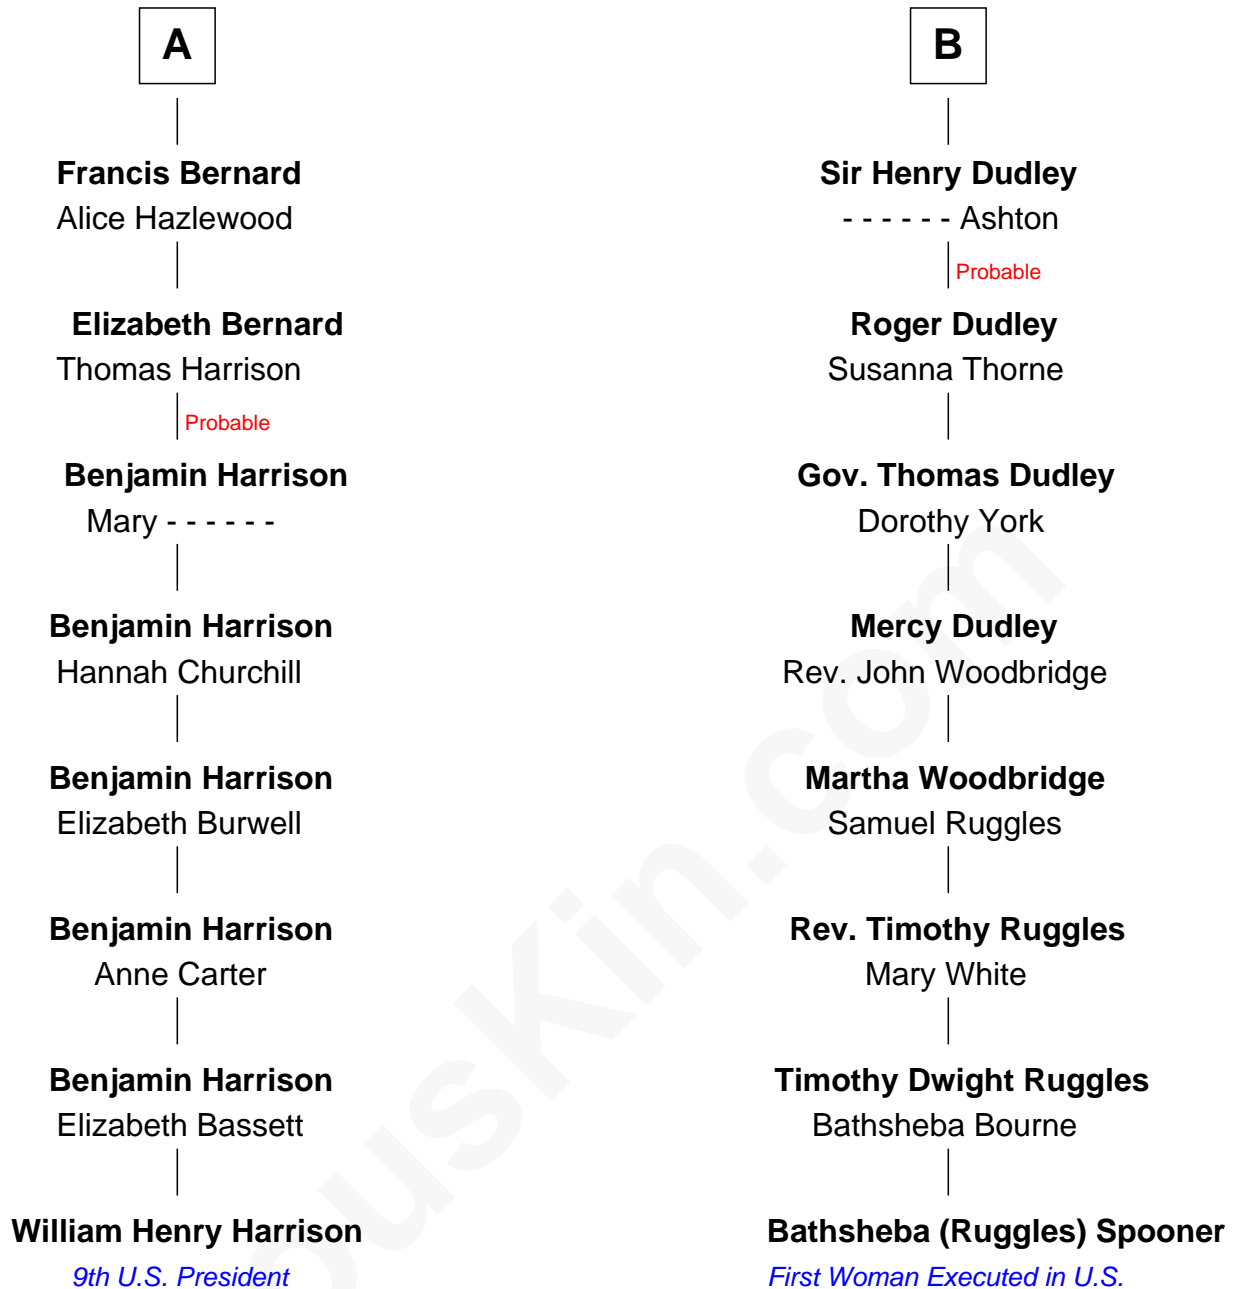 A
Francis Bernard
Alice Hazlewood
Elizabeth Bernard
Thomas Harrison
Probable
Benjamin Harrison
Mary - - - - - -
Benjamin Harrison
Hannah Churchill
Benjamin Harrison
Elizabeth Burwell
Benjamin Harrison
Anne Carter
Benjamin Harrison
Elizabeth Bassett
William Henry Harrison
9th U.S. President
B
Sir Henry Dudley
- - - - - - Ashton
Probable
Roger Dudley
Susanna Thorne
Gov. Thomas Dudley
Dorothy York
Mercy Dudley
Rev. John Woodbridge
Martha Woodbridge
Samuel Ruggles
Rev. Timothy Ruggles
Mary White
Timothy Dwight Ruggles
Bathsheba Bourne
Bathsheba (Ruggles) Spooner
First Woman Executed in U.S.
ousKin.com